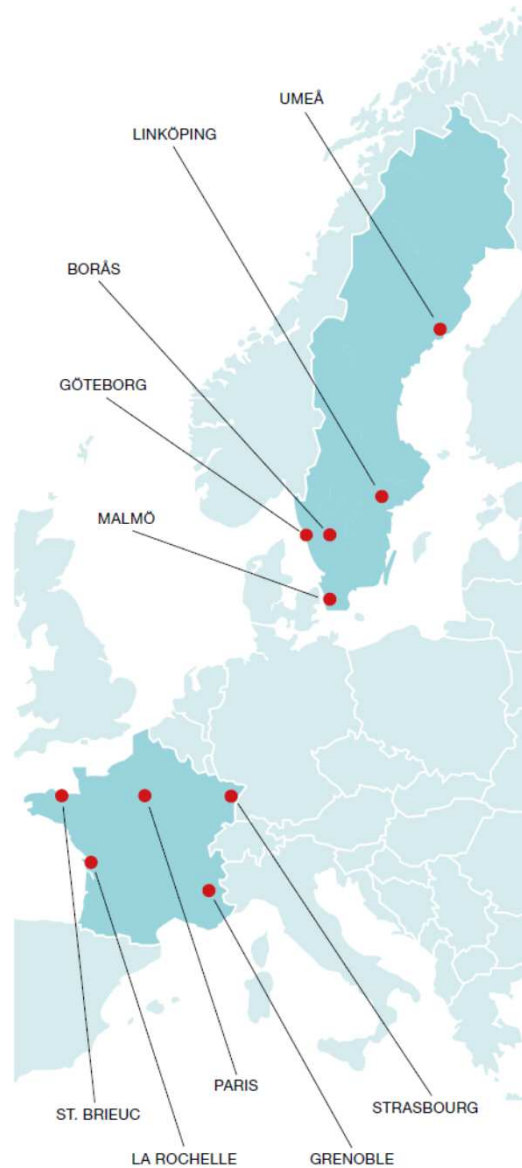 UMEÅ
LINKÖPING
BORÅS
GÖTEBORG
MALMÖ
PARIS
ST. BRIEUC
STRASBOURG
LA ROCHELLE
GRENOBLE